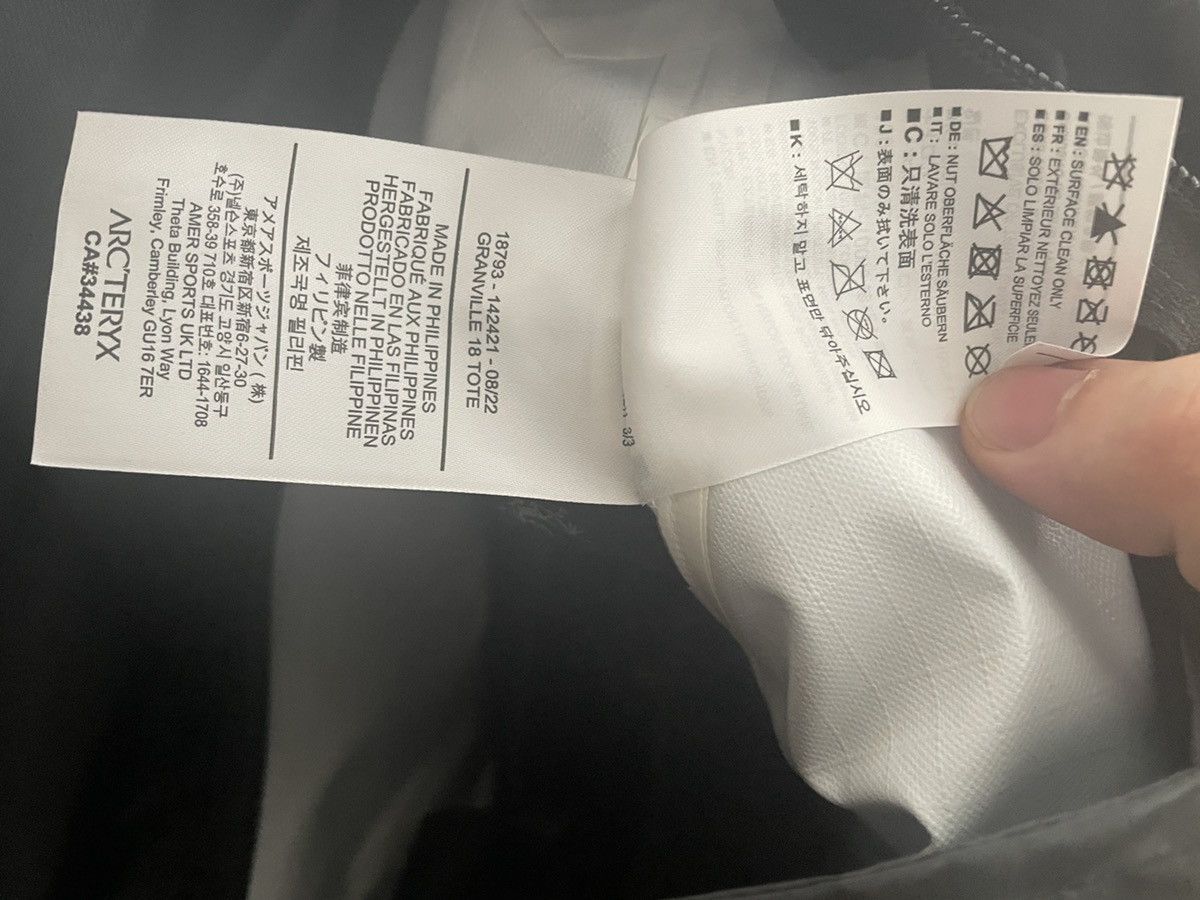 18793 - 142421 - 08/22
GRANVILLE 18 TOTE
MADE IN PHILIPPINES
FABRIQUÉ AUX PHILIPPINES
FABRICADO EN LAS FILIPINAS
HERGESTELLT IN PHILIPPINEN
PRODOTTO NELLE FILIPPINE
菲律宾制造
フィリピン製
제조국명 필리핀
アメアスポーツジャパン(株)
東京都新宿区新宿6-27-30
(주)넬슨스포츠 경기도 고양시 일산동구
호수로 358-39 710호 대표번호: 1644-1708
AMER SPORTS UK LTD
Theta Building, Lyon Way
Frimley, Camberley GU16 7ER
ARC'TERYX
CA#34438
3/3
■ EN : SURFACE CLEAN ONLY
■ FR : EXTÉRIEUR NETTOYEZ SEULE
■ ES : SOLO LIMPIAR LA SUPERFICIE
■ DE : NUT OBERFLÄCHE SÄUBERN
■ IT : LAVARE SOLO L'ESTERNO
■ C : 只清洗表面
■ J : 表面のみ拭いて下さい。
■ K : 세탁하지 말고 표면만 닦아주십시오